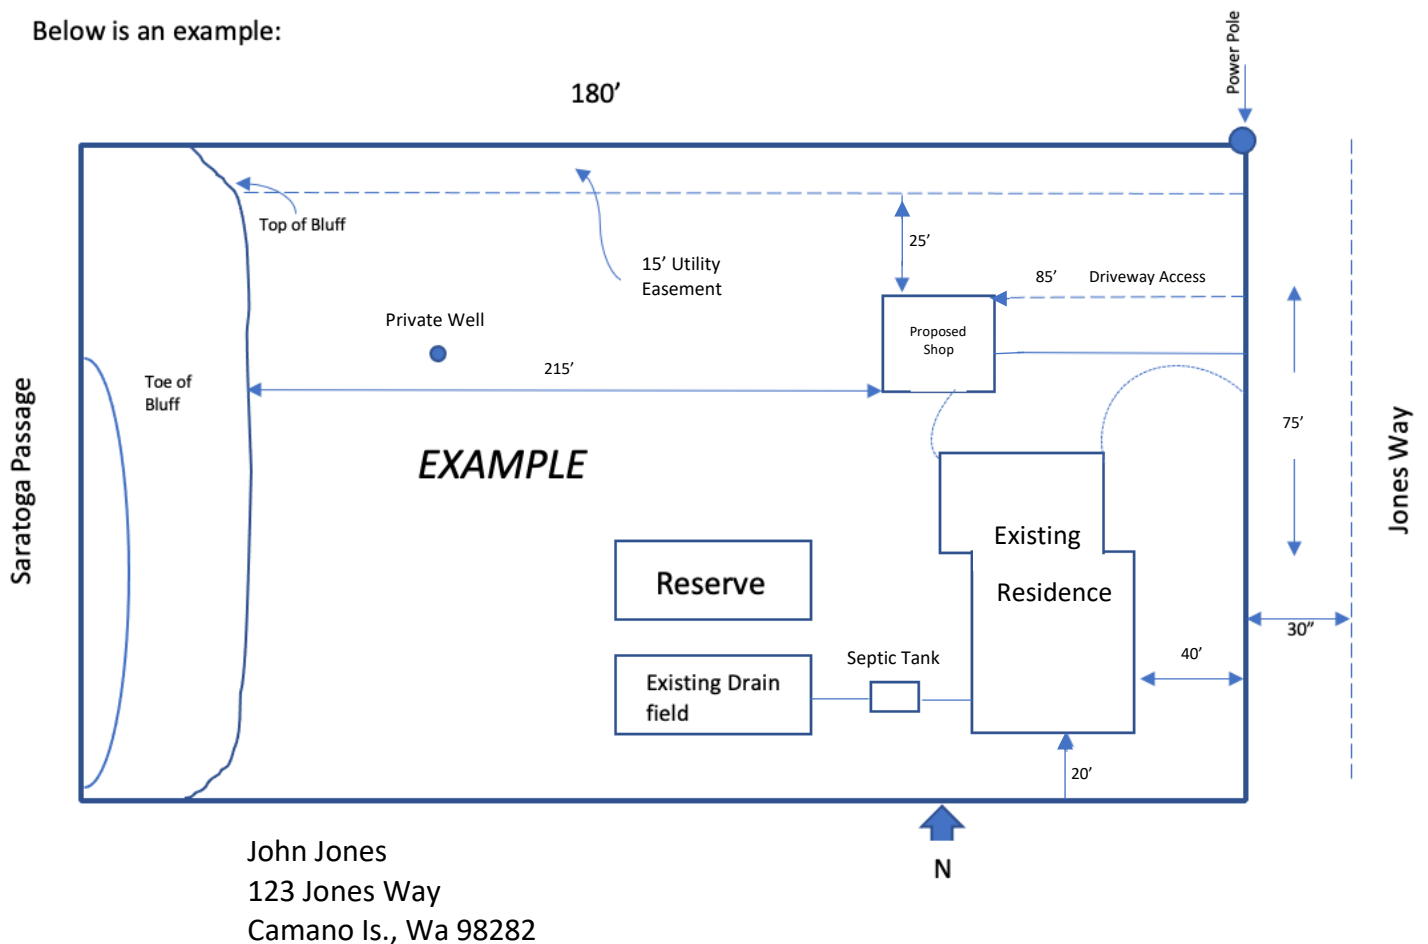 Below is an example:
Power Pole
180’
Top of Bluff
25’
15’ Utility
Easement
85’ Driveway Access
Private Well
Proposed
Shop
215’
Toe of
Bluff
Saratoga Passage
75’
Jones Way
EXAMPLE
Existing
Residence
Reserve
30”
Septic Tank
40’
Existing Drain
field
20’
N
John Jones
123 Jones Way
Camano Is., Wa 98282